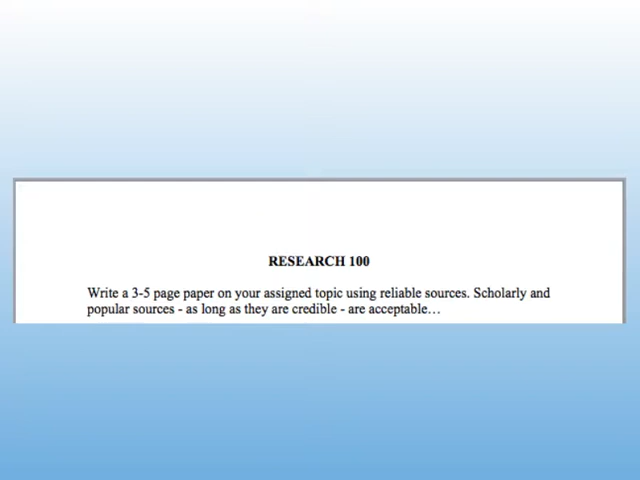 RESEARCH 100
Write a 3-5 page paper on your assigned topic using reliable sources. Scholarly and
popular sources - as long as they are credible - are acceptable…